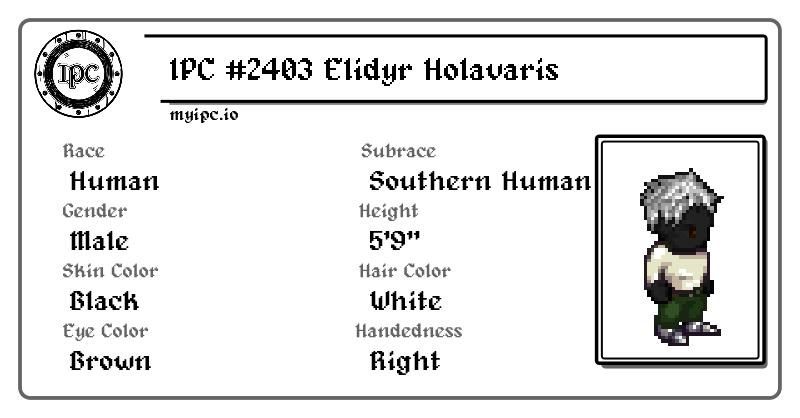 IPC
IPC #2403 Elidyr Holavaris
myipc.io
Race
Human
Subrace
Southern Human
Gender
Male
Height
5'9"
Skin Color
Black
Hair Color
White
Eye Color
Brown
Handedness
Right